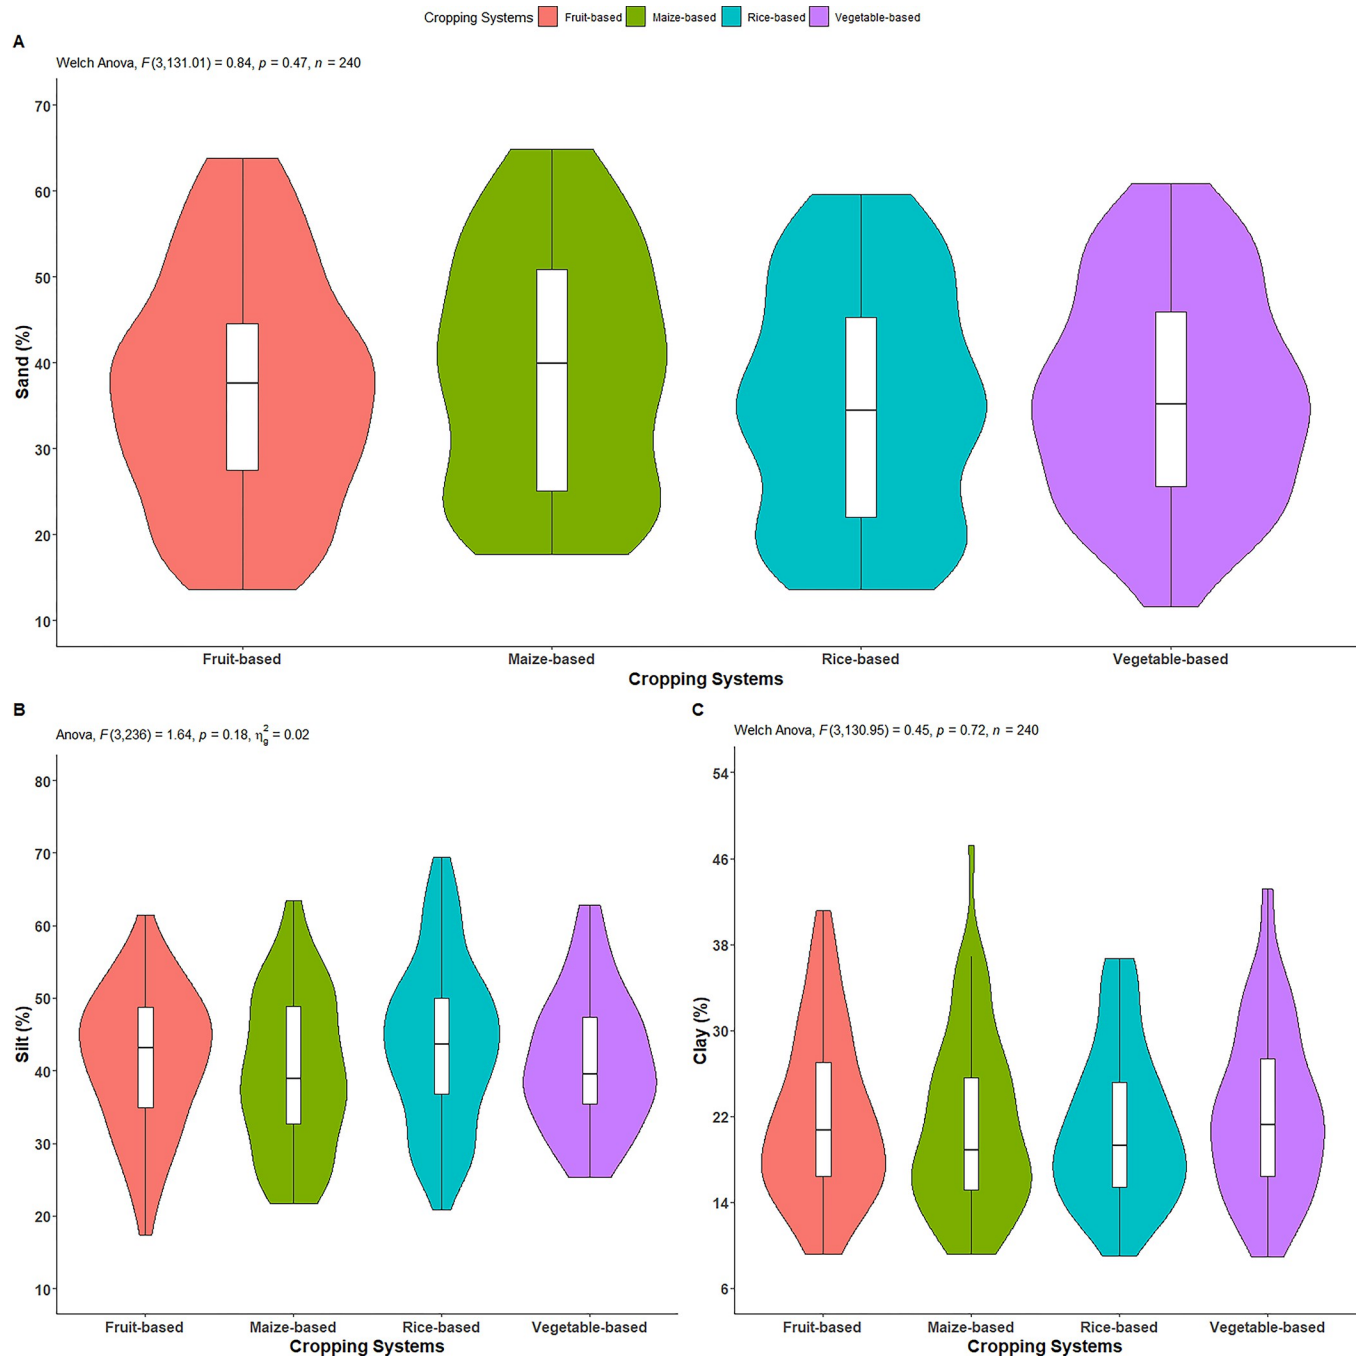 Cropping Systems Fruit-based Maize-based Rice-based Vegetable-based
A
Welch Anova, F(3,131.01) = 0.84, p = 0.47, n = 240
70
60
50
40
30
20
10
Sand (%)
Fruit-based Maize-based Rice-based Vegetable-based
Cropping Systems
B
Anova, F(3,236) = 1.64, p = 0.18, η²g = 0.02
80
70
60
50
40
30
20
10
Silt (%)
Fruit-based Maize-based Rice-based Vegetable-based
Cropping Systems
C
Welch Anova, F(3,130.95) = 0.45, p = 0.72, n = 240
54
46
38
30
22
14
6
Clay (%)
Fruit-based Maize-based Rice-based Vegetable-based
Cropping Systems